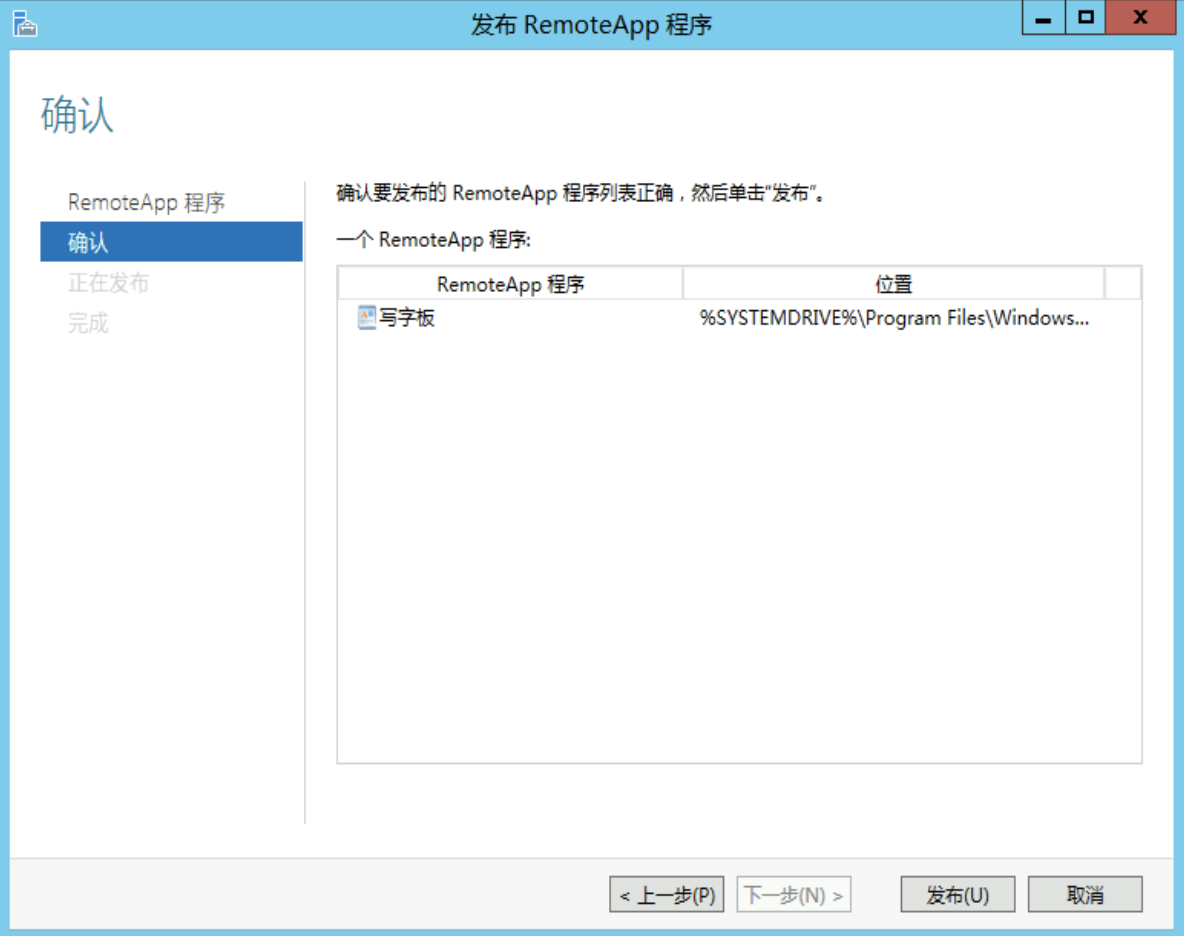 发布 RemoteApp 程序
确认
RemoteApp 程序
确认
正在发布
完成
确认要发布的 RemoteApp 程序列表正确，然后单击“发布”。
一个 RemoteApp 程序:
RemoteApp 程序 位置
写字板 %SYSTEMDRIVE%\Program Files\Windows...
< 上一步(P) 下一步(N) > 发布(U) 取消